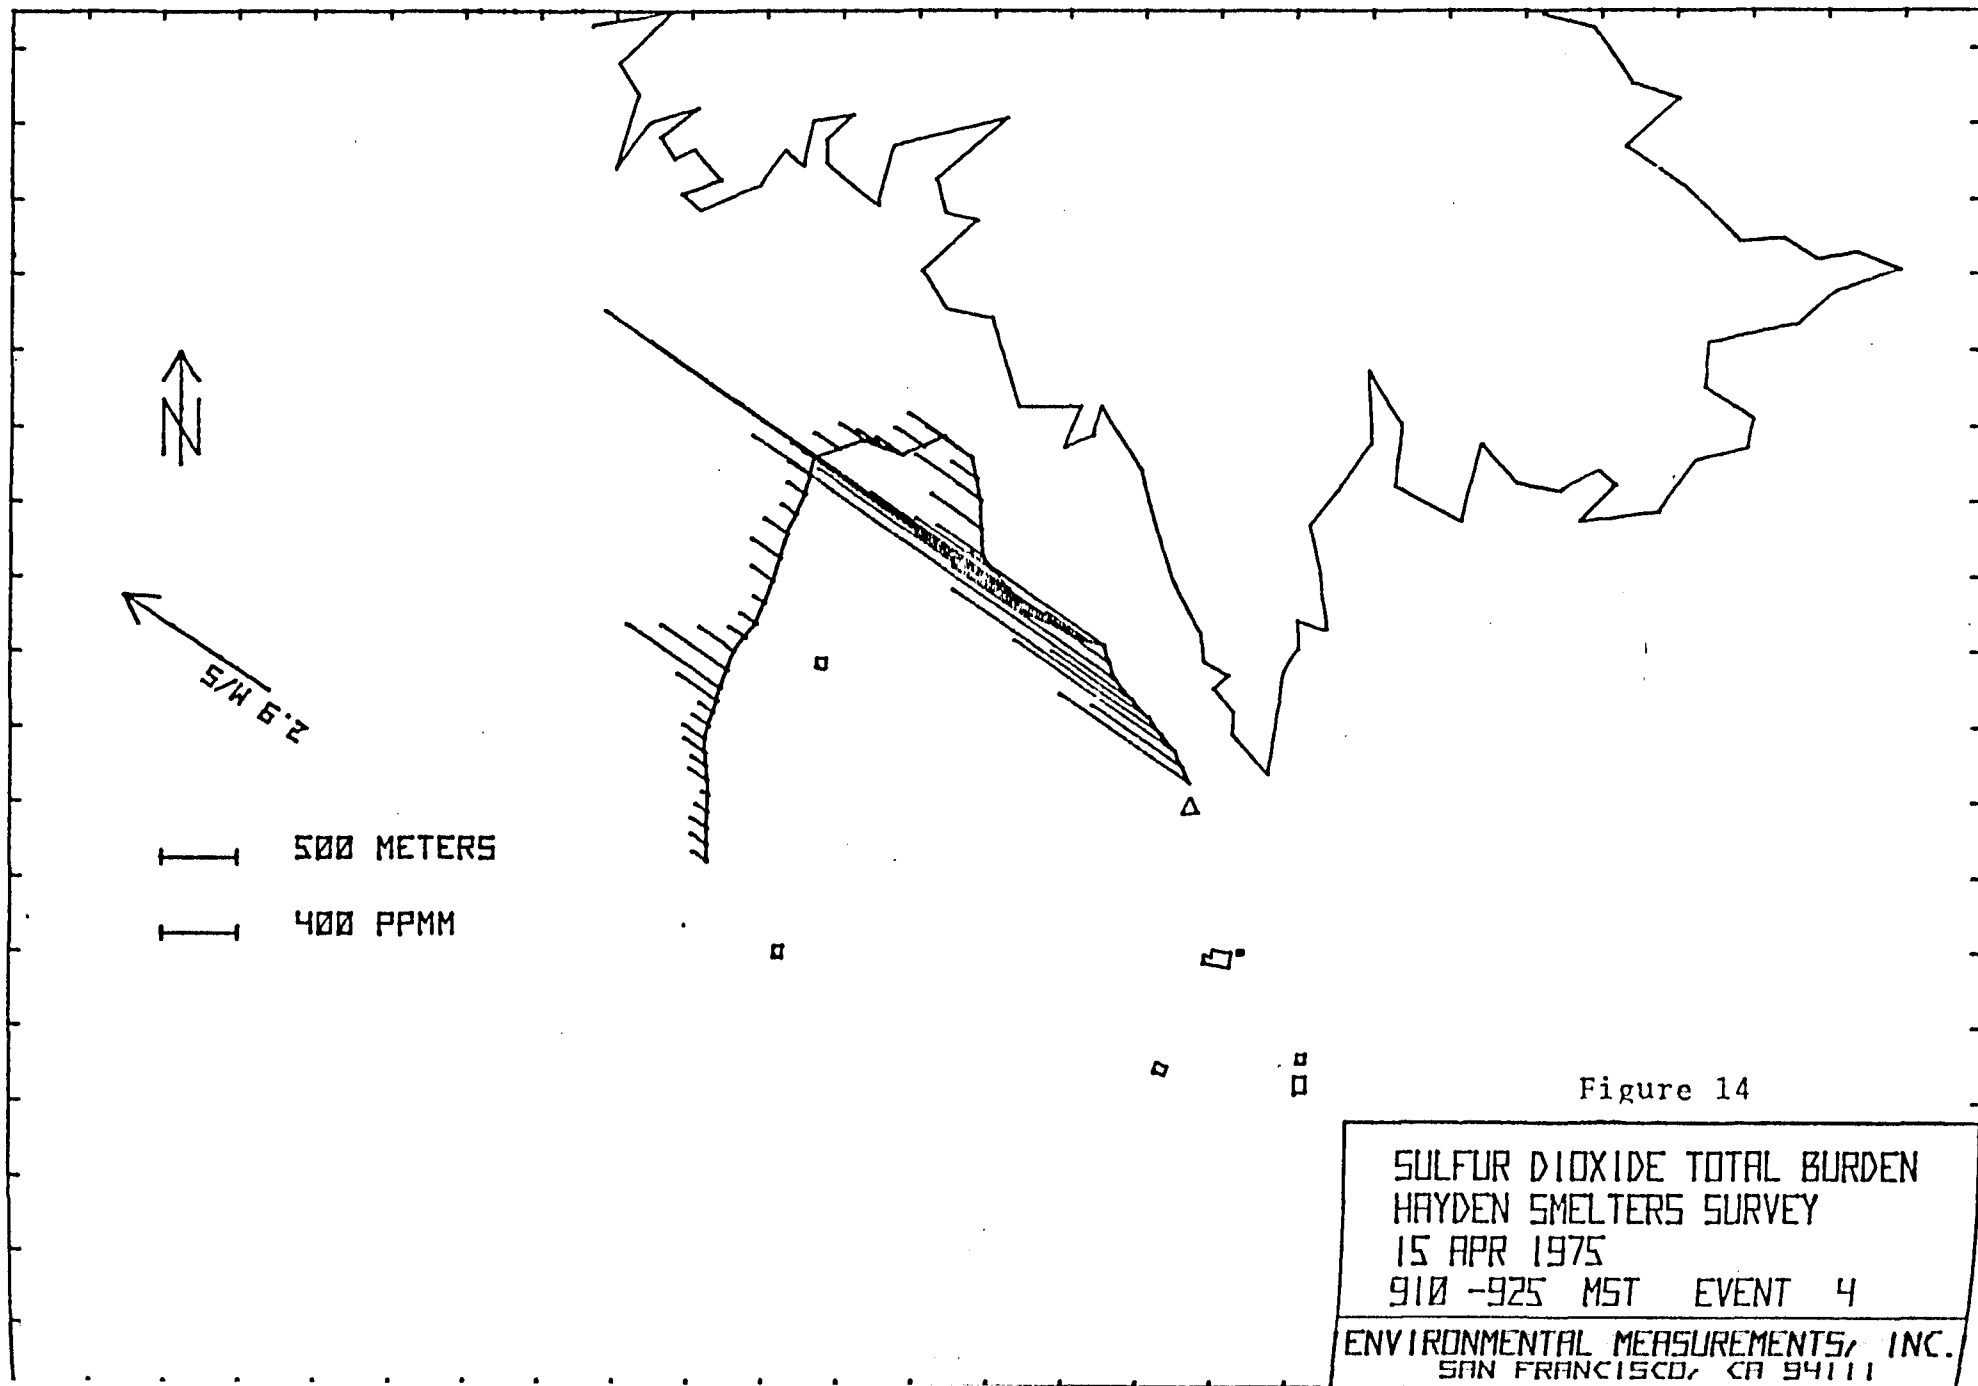 N
2.9 M/S
500 METERS
400 PPMM
Figure 14
SULFUR DIOXIDE TOTAL BURDEN
HAYDEN SMELTERS SURVEY
15 APR 1975
910 -925 MST EVENT 4
ENVIRONMENTAL MEASUREMENTS, INC.
SAN FRANCISCO, CA 94111